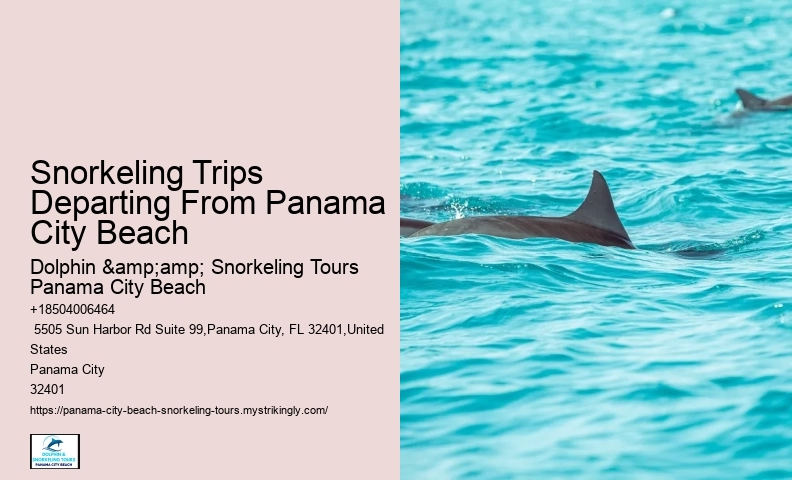 Snorkeling Trips
Departing From Panama
City Beach
Dolphin &amp;amp; Snorkeling Tours
Panama City Beach
+18504006464
5505 Sun Harbor Rd Suite 99,Panama City, FL 32401,United
States
Panama City
32401
https://panama-city-beach-snorkeling-tours.mystrikingly.com/
DOLPHIN &
SNORKELING TOURS
PANAMA CITY BEACH